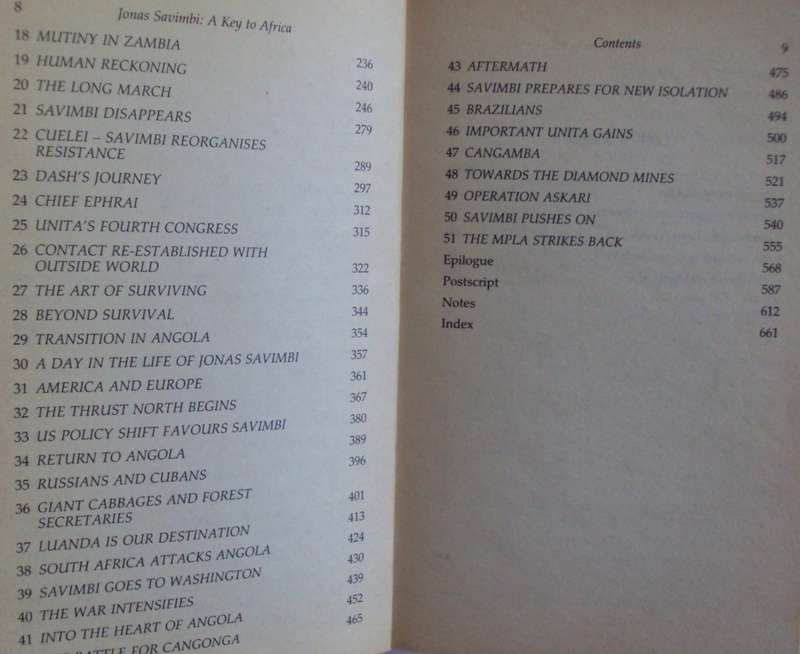 8
Jonas Savimbi: A Key to Africa
18 MUTINY IN ZAMBIA 236
19 HUMAN RECKONING 240
20 THE LONG MARCH 246
21 SAVIMBI DISAPPEARS 279
22 CUELEI – SAVIMBI REORGANISES
RESISTANCE 289
23 DASH'S JOURNEY 297
24 CHIEF EPHRAI 312
25 UNITA'S FOURTH CONGRESS 315
26 CONTACT RE-ESTABLISHED WITH
OUTSIDE WORLD 322
27 THE ART OF SURVIVING 336
28 BEYOND SURVIVAL 344
29 TRANSITION IN ANGOLA 354
30 A DAY IN THE LIFE OF JONAS SAVIMBI 357
31 AMERICA AND EUROPE 361
32 THE THRUST NORTH BEGINS 367
33 US POLICY SHIFT FAVOURS SAVIMBI 380
34 RETURN TO ANGOLA 389
35 RUSSIANS AND CUBANS 396
36 GIANT CABBAGES AND FOREST
SECRETARIES 401
37 LUANDA IS OUR DESTINATION 413
38 SOUTH AFRICA ATTACKS ANGOLA 424
39 SAVIMBI GOES TO WASHINGTON 430
40 THE WAR INTENSIFIES 439
41 INTO THE HEART OF ANGOLA 452
BATTLE FOR CANGONGA 465
Contents 9
43 AFTERMATH 475
44 SAVIMBI PREPARES FOR NEW ISOLATION 486
45 BRAZILIANS 494
46 IMPORTANT UNITA GAINS 500
47 CANGAMBA 517
48 TOWARDS THE DIAMOND MINES 521
49 OPERATION ASKARI 537
50 SAVIMBI PUSHES ON 540
51 THE MPLA STRIKES BACK 555
Epilogue 568
Postscript 587
Notes 612
Index 661